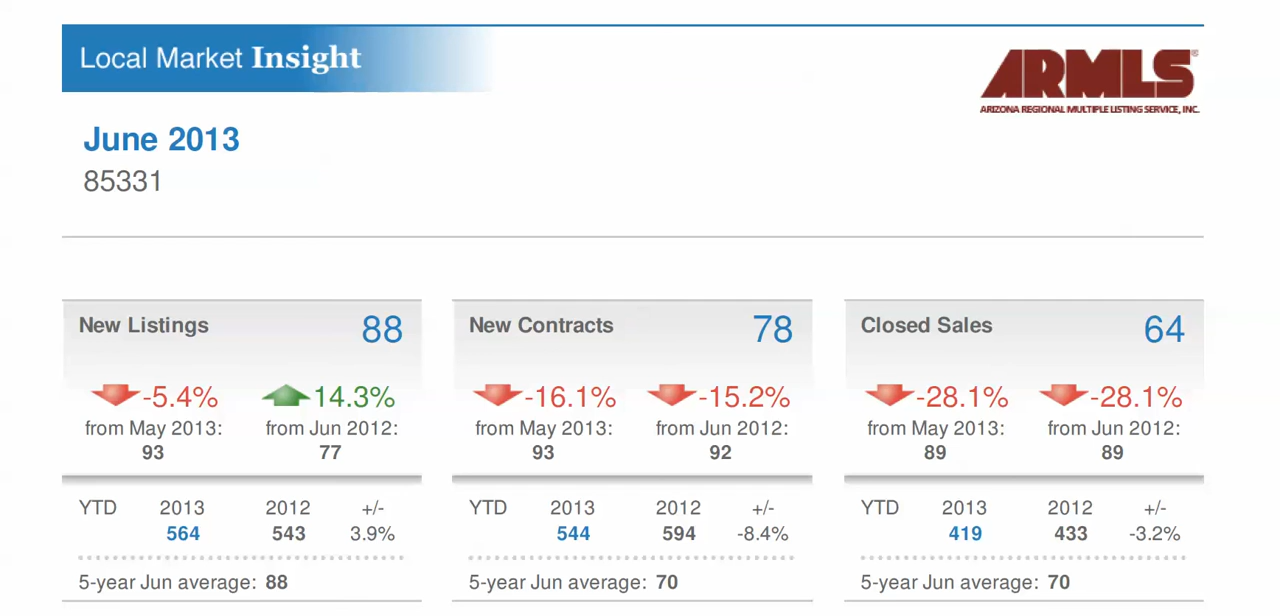 Local Market Insight
ARMLS®
ARIZONA REGIONAL MULTIPLE LISTING SERVICE, INC.
June 2013
85331
New Listings 88
-5.4% 14.3%
from May 2013: from Jun 2012:
93 77
YTD 2013 2012 +/-
564 543 3.9%
5-year Jun average: 88
New Contracts 78
-16.1% -15.2%
from May 2013: from Jun 2012:
93 92
YTD 2013 2012 +/-
544 594 -8.4%
5-year Jun average: 70
Closed Sales 64
-28.1% -28.1%
from May 2013: from Jun 2012:
89 89
YTD 2013 2012 +/-
419 433 -3.2%
5-year Jun average: 70